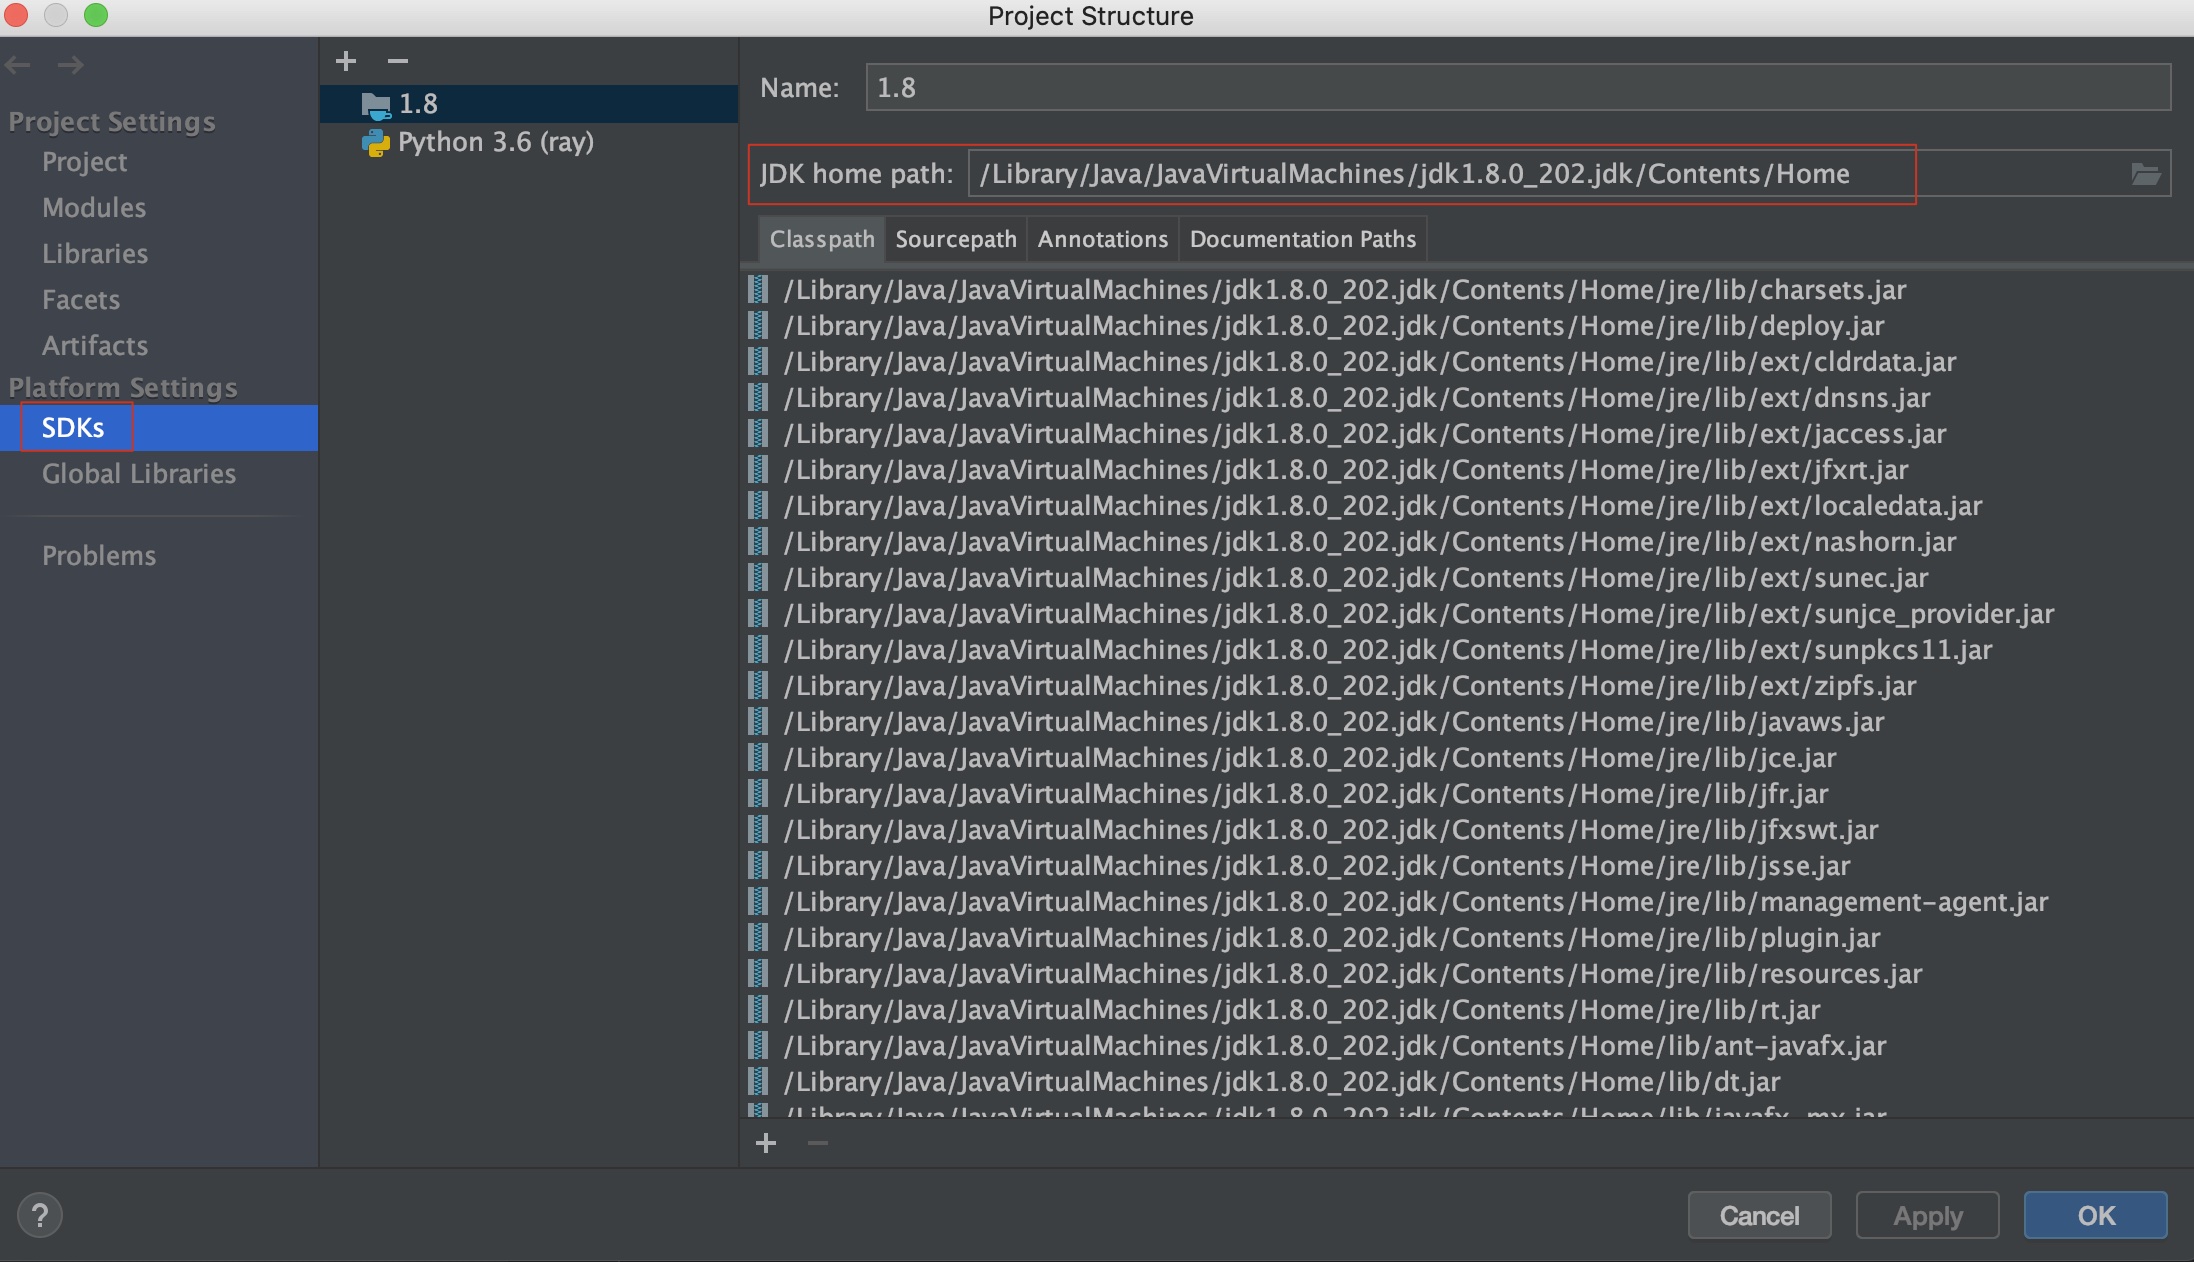 Project Structure
Project Settings
Project
Modules
Libraries
Facets
Artifacts
Platform Settings
SDKs
Global Libraries
Problems
1.8
Python 3.6 (ray)
Name: 1.8
JDK home path: /Library/Java/JavaVirtualMachines/jdk1.8.0_202.jdk/Contents/Home
Classpath Sourcepath Annotations Documentation Paths
/Library/Java/JavaVirtualMachines/jdk1.8.0_202.jdk/Contents/Home/jre/lib/charsets.jar
/Library/Java/JavaVirtualMachines/jdk1.8.0_202.jdk/Contents/Home/jre/lib/deploy.jar
/Library/Java/JavaVirtualMachines/jdk1.8.0_202.jdk/Contents/Home/jre/lib/ext/cldrdata.jar
/Library/Java/JavaVirtualMachines/jdk1.8.0_202.jdk/Contents/Home/jre/lib/ext/dnsns.jar
/Library/Java/JavaVirtualMachines/jdk1.8.0_202.jdk/Contents/Home/jre/lib/ext/jaccess.jar
/Library/Java/JavaVirtualMachines/jdk1.8.0_202.jdk/Contents/Home/jre/lib/ext/jfxrt.jar
/Library/Java/JavaVirtualMachines/jdk1.8.0_202.jdk/Contents/Home/jre/lib/ext/localedata.jar
/Library/Java/JavaVirtualMachines/jdk1.8.0_202.jdk/Contents/Home/jre/lib/ext/nashorn.jar
/Library/Java/JavaVirtualMachines/jdk1.8.0_202.jdk/Contents/Home/jre/lib/ext/sunec.jar
/Library/Java/JavaVirtualMachines/jdk1.8.0_202.jdk/Contents/Home/jre/lib/ext/sunjce_provider.jar
/Library/Java/JavaVirtualMachines/jdk1.8.0_202.jdk/Contents/Home/jre/lib/ext/sunpkcs11.jar
/Library/Java/JavaVirtualMachines/jdk1.8.0_202.jdk/Contents/Home/jre/lib/ext/zipfs.jar
/Library/Java/JavaVirtualMachines/jdk1.8.0_202.jdk/Contents/Home/jre/lib/javaws.jar
/Library/Java/JavaVirtualMachines/jdk1.8.0_202.jdk/Contents/Home/jre/lib/jce.jar
/Library/Java/JavaVirtualMachines/jdk1.8.0_202.jdk/Contents/Home/jre/lib/jfr.jar
/Library/Java/JavaVirtualMachines/jdk1.8.0_202.jdk/Contents/Home/jre/lib/jfxswt.jar
/Library/Java/JavaVirtualMachines/jdk1.8.0_202.jdk/Contents/Home/jre/lib/jsse.jar
/Library/Java/JavaVirtualMachines/jdk1.8.0_202.jdk/Contents/Home/jre/lib/management-agent.jar
/Library/Java/JavaVirtualMachines/jdk1.8.0_202.jdk/Contents/Home/jre/lib/plugin.jar
/Library/Java/JavaVirtualMachines/jdk1.8.0_202.jdk/Contents/Home/jre/lib/resources.jar
/Library/Java/JavaVirtualMachines/jdk1.8.0_202.jdk/Contents/Home/jre/lib/rt.jar
/Library/Java/JavaVirtualMachines/jdk1.8.0_202.jdk/Contents/Home/lib/ant-javafx.jar
/Library/Java/JavaVirtualMachines/jdk1.8.0_202.jdk/Contents/Home/lib/dt.jar
/Library/Java/JavaVirtualMachines/jdk1.8.0_202.jdk/Contents/Home/lib/javafx-mx.jar
?
Cancel Apply OK